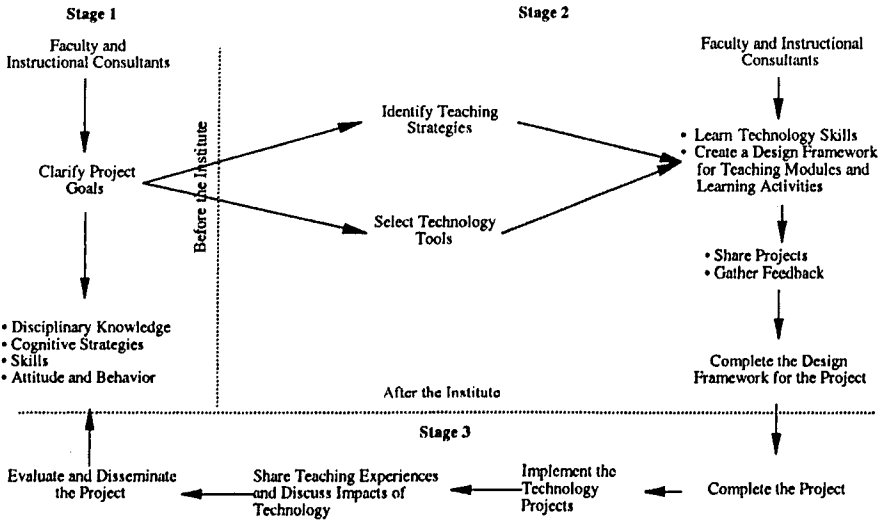 Stage 1
Faculty and
Instructional Consultants
Clarify Project
Goals
• Disciplinary Knowledge
• Cognitive Strategies
• Skills
• Attitude and Behavior
Before the Institute
Stage 2
Identify Teaching
Strategies
Select Technology
Tools
Faculty and Instructional
Consultants
• Learn Technology Skills
• Create a Design Framework
for Teaching Modules and
Learning Activities
• Share Projects
• Gather Feedback
Complete the Design
Framework for the Project
After the Institute
Stage 3
Complete the Project
Implement the
Technology
Projects
Share Teaching Experiences
and Discuss Impacts of
Technology
Evaluate and Disseminate
the Project